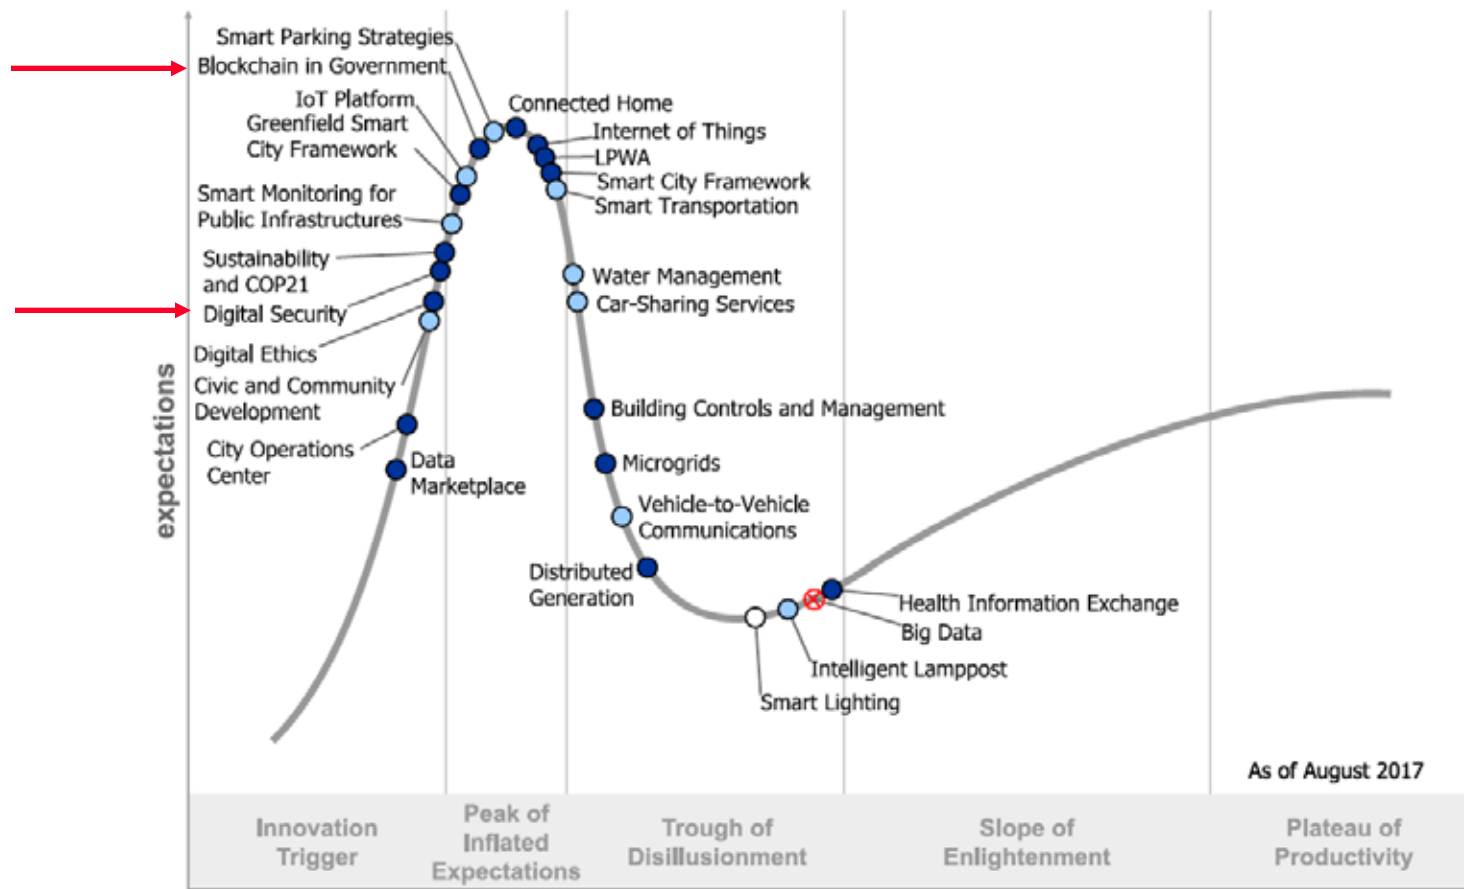 Smart Parking Strategies
Blockchain in Government
IoT Platform
Greenfield Smart
City Framework
Smart Monitoring for
Public Infrastructures
Sustainability
and COP21
Digital Security
Digital Ethics
Civic and Community
Development
City Operations
Center
Data
Marketplace
Connected Home
Internet of Things
LPWA
Smart City Framework
Smart Transportation
Water Management
Car-Sharing Services
Building Controls and Management
Microgrids
Vehicle-to-Vehicle
Communications
Distributed
Generation
Health Information Exchange
Big Data
Intelligent Lamppost
Smart Lighting
expectations
As of August 2017
Innovation
Trigger
Peak of
Inflated
Expectations
Trough of
Disillusionment
Slope of
Enlightenment
Plateau of
Productivity